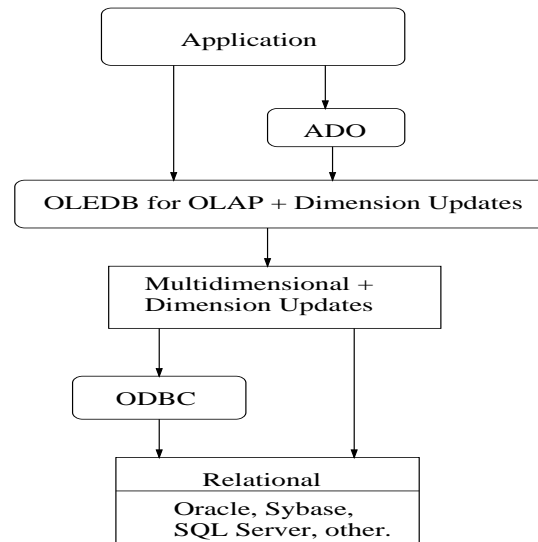 Application
ADO
OLEDB for OLAP + Dimension Updates
Multidimensional +
Dimension Updates
ODBC
Relational
Oracle, Sybase,
SQL Server, other.